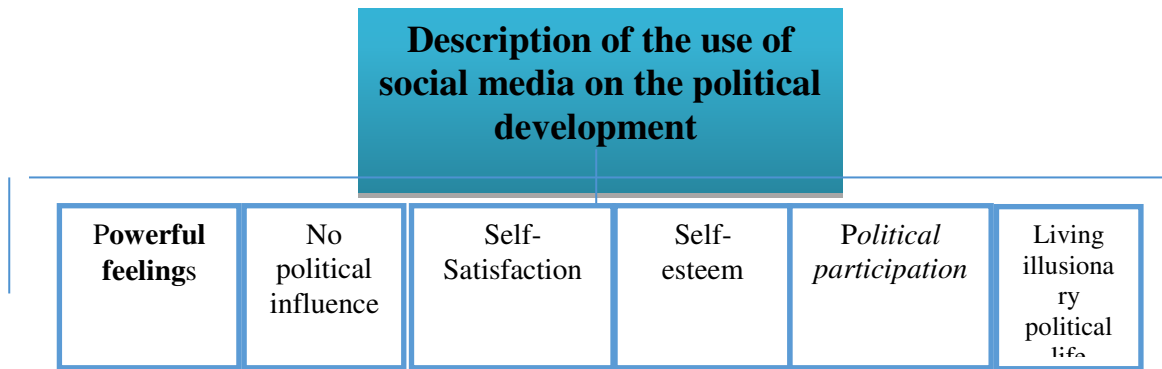 Description of the use of
social media on the political
development
Powerful
feelings
No
political
influence
Self-
Satisfaction
Self-
esteem
Political
participation
Living
illusiona
ry
political
life